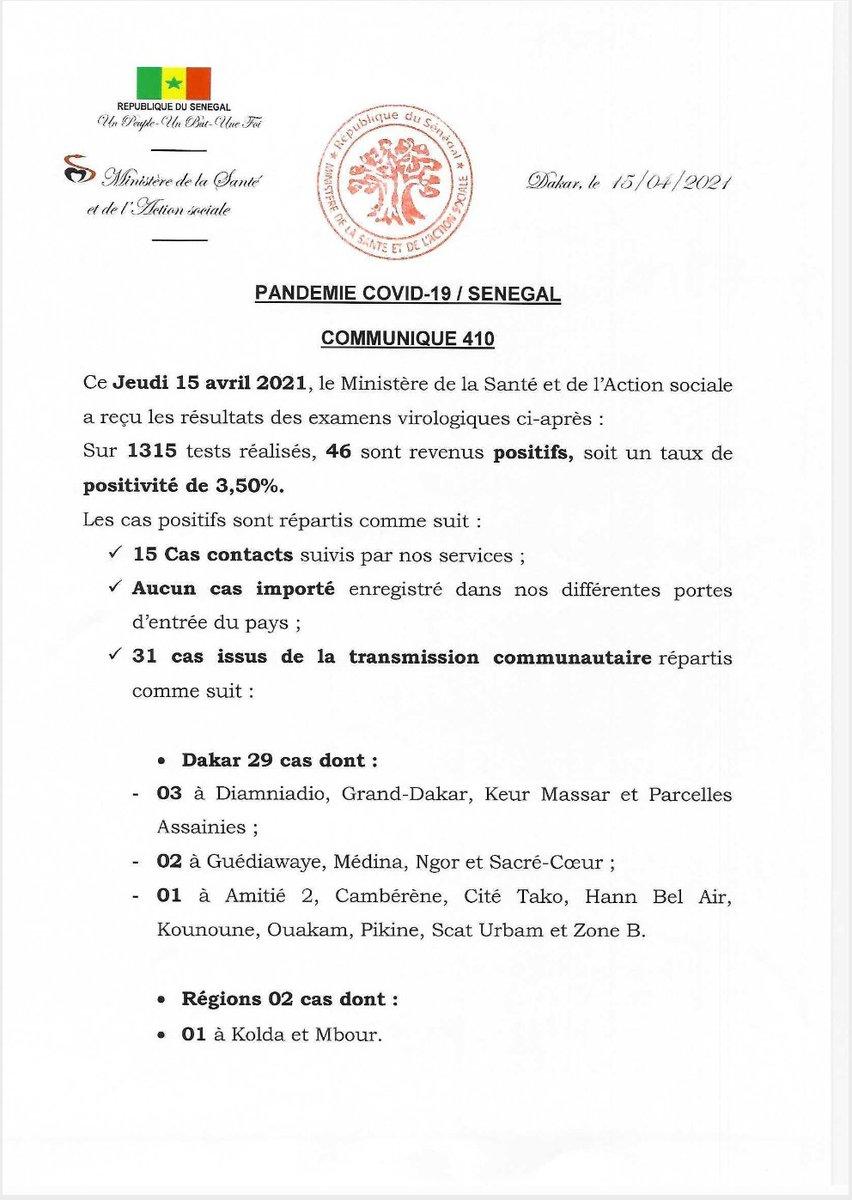 REPUBLIQUE DU SENEGAL
Un Peuple-Un But-Une Foi
Ministère de la Santé
et de l'Action sociale
République du Sénégal
MINISTÈRE DE LA SANTE ET DE L'ACTION SOCIALE
Dakar, le 15/04/2021
PANDEMIE COVID-19 / SENEGAL
COMMUNIQUE 410
Ce Jeudi 15 avril 2021, le Ministère de la Santé et de l'Action sociale
a reçu les résultats des examens virologiques ci-après :
Sur 1315 tests réalisés, 46 sont revenus positifs, soit un taux de
positivité de 3,50%.
Les cas positifs sont répartis comme suit :
✓ 15 Cas contacts suivis par nos services ;
✓ Aucun cas importé enregistré dans nos différentes portes
d'entrée du pays ;
✓ 31 cas issus de la transmission communautaire répartis
comme suit :
• Dakar 29 cas dont :
- 03 à Diamniadio, Grand-Dakar, Keur Massar et Parcelles
Assainies ;
- 02 à Guédiawaye, Médina, Ngor et Sacré-Cœur ;
- 01 à Amitié 2, Cambérène, Cité Tako, Hann Bel Air,
Kounoune, Ouakam, Pikine, Scat Urbam et Zone B.
• Régions 02 cas dont :
• 01 à Kolda et Mbour.